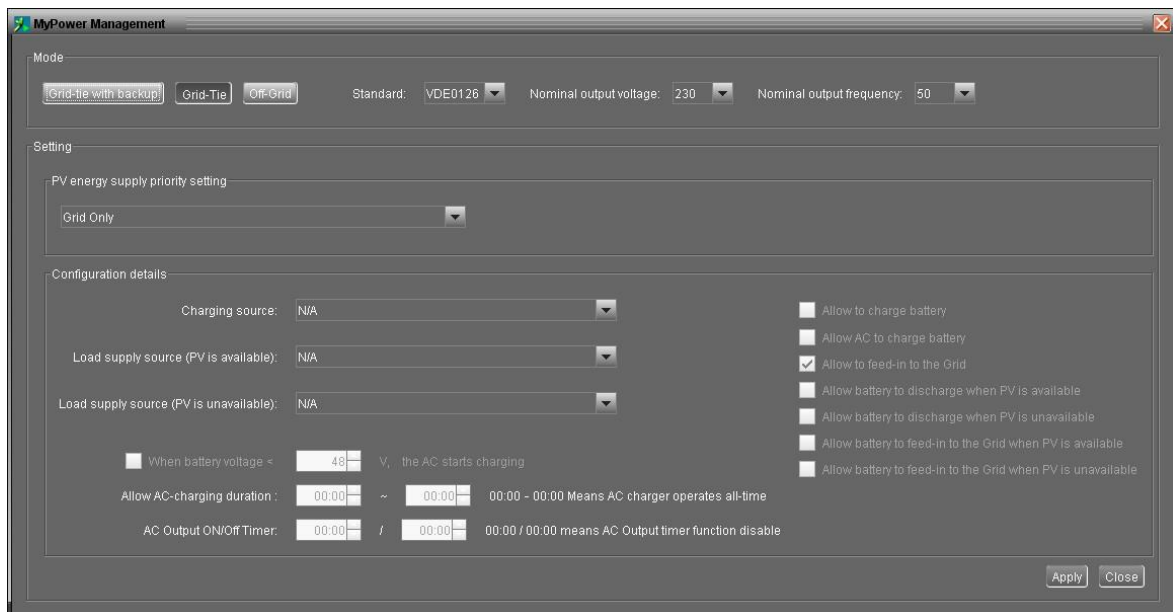 MyPower Management
Mode
Grid-tie with backup Grid-Tie Off-Grid Standard: VDE0126 Nominal output voltage: 230 Nominal output frequency: 50
Setting
PV energy supply priority setting
Grid Only
Configuration details
Charging source: N/A
Load supply source (PV is available): N/A
Load supply source (PV is unavailable): N/A
When battery voltage < 48 V, the AC starts charging
Allow AC-charging duration : 00:00 ~ 00:00 00:00 - 00:00 Means AC charger operates all-time
AC Output ON/Off Timer: 00:00 / 00:00 00:00 / 00:00 means AC Output timer function disable
Allow to charge battery
Allow AC to charge battery
Allow to feed-in to the Grid
Allow battery to discharge when PV is available
Allow battery to discharge when PV is unavailable
Allow battery to feed-in to the Grid when PV is available
Allow battery to feed-in to the Grid when PV is unavailable
Apply Close